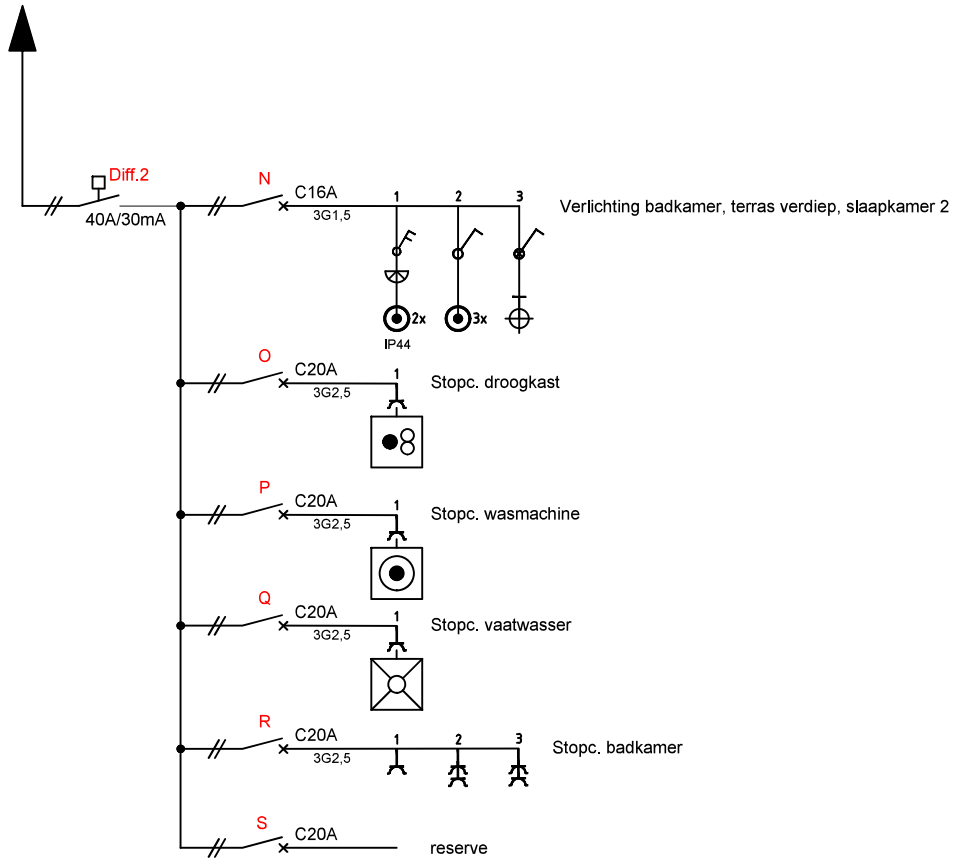 Diff.2
40A/30mA
N
C16A
3G1,5
1
2
3
Verlichting badkamer, terras verdiep, slaapkamer 2
2x
3x
IP44
O
C20A
3G2,5
1
Stopc. droogkast
P
C20A
3G2,5
1
Stopc. wasmachine
Q
C20A
3G2,5
1
Stopc. vaatwasser
R
C20A
3G2,5
1
2
3
Stopc. badkamer
S
C20A
reserve